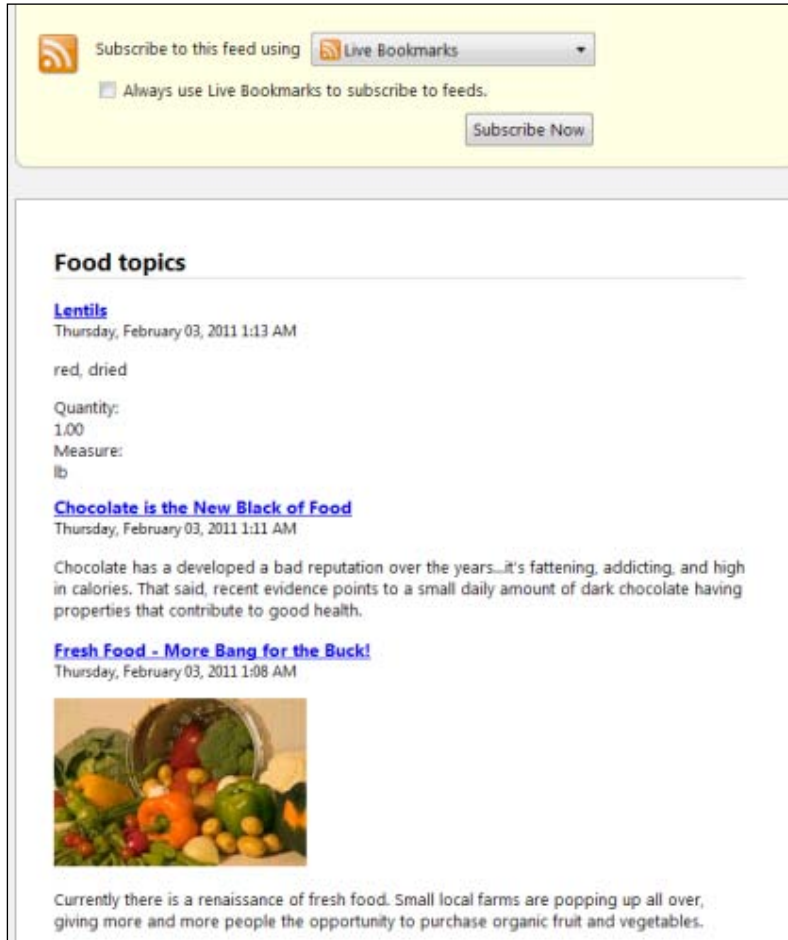 Subscribe to this feed using Live Bookmarks
Always use Live Bookmarks to subscribe to feeds.
Subscribe Now
Food topics
Lentils
Thursday, February 03, 2011 1:13 AM
red, dried
Quantity:
1.00
Measure:
lb
Chocolate is the New Black of Food
Thursday, February 03, 2011 1:11 AM
Chocolate has a developed a bad reputation over the years...it's fattening, addicting, and high
in calories. That said, recent evidence points to a small daily amount of dark chocolate having
properties that contribute to good health.
Fresh Food - More Bang for the Buck!
Thursday, February 03, 2011 1:08 AM
Currently there is a renaissance of fresh food. Small local farms are popping up all over,
giving more and more people the opportunity to purchase organic fruit and vegetables.